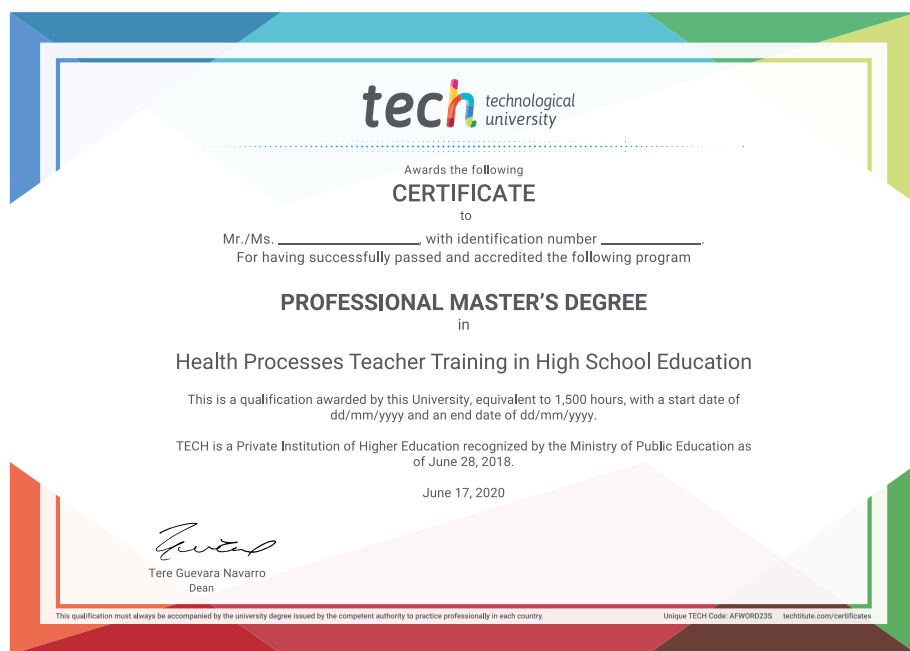 tech technological
university
Awards the following
CERTIFICATE
to
Mr./Ms. ____________________, with identification number ______________.
For having successfully passed and accredited the following program
PROFESSIONAL MASTER'S DEGREE
in
Health Processes Teacher Training in High School Education
This is a qualification awarded by this University, equivalent to 1,500 hours, with a start date of
dd/mm/yyyy and an end date of dd/mm/yyyy.
TECH is a Private Institution of Higher Education recognized by the Ministry of Public Education as
of June 28, 2018.
June 17, 2020
Tere Guevara Navarro
Dean
This qualification must always be accompanied by the university degree issued by the competent authority to practice professionally in each country.
Unique TECH Code: AFWORD23S techtitute.com/certificates